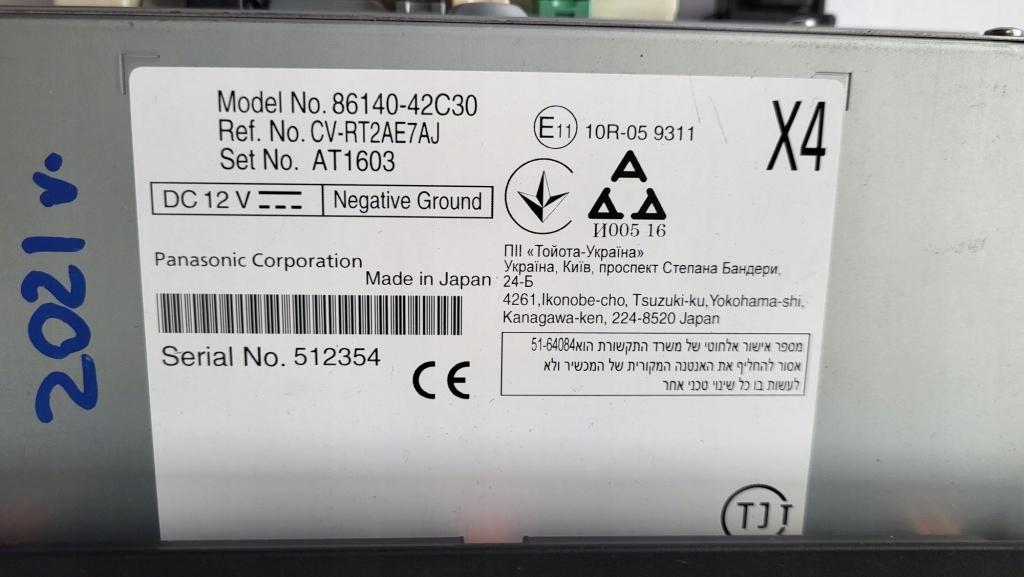 Model No. 86140-42C30
Ref. No. CV-RT2AE7AJ
Set No. AT1603
DC 12 V
Negative Ground
Panasonic Corporation
Made in Japan
Serial No. 512354
CE
E11 10R-05 9311
X4
И005 16
ПІІ «Тойота-Україна»
Україна, Київ, проспект Степана Бандери,
24-Б
4261,Ikonobe-cho, Tsuzuki-ku,Yokohama-shi,
Kanagawa-ken, 224-8520 Japan
מספר אישור אלחוטי של משרד התקשורת הוא51-64084
אסור להחליף את האנטנה המקורית של המכשיר ולא
לעשות בו כל שינוי טכני אחר
2021 v.